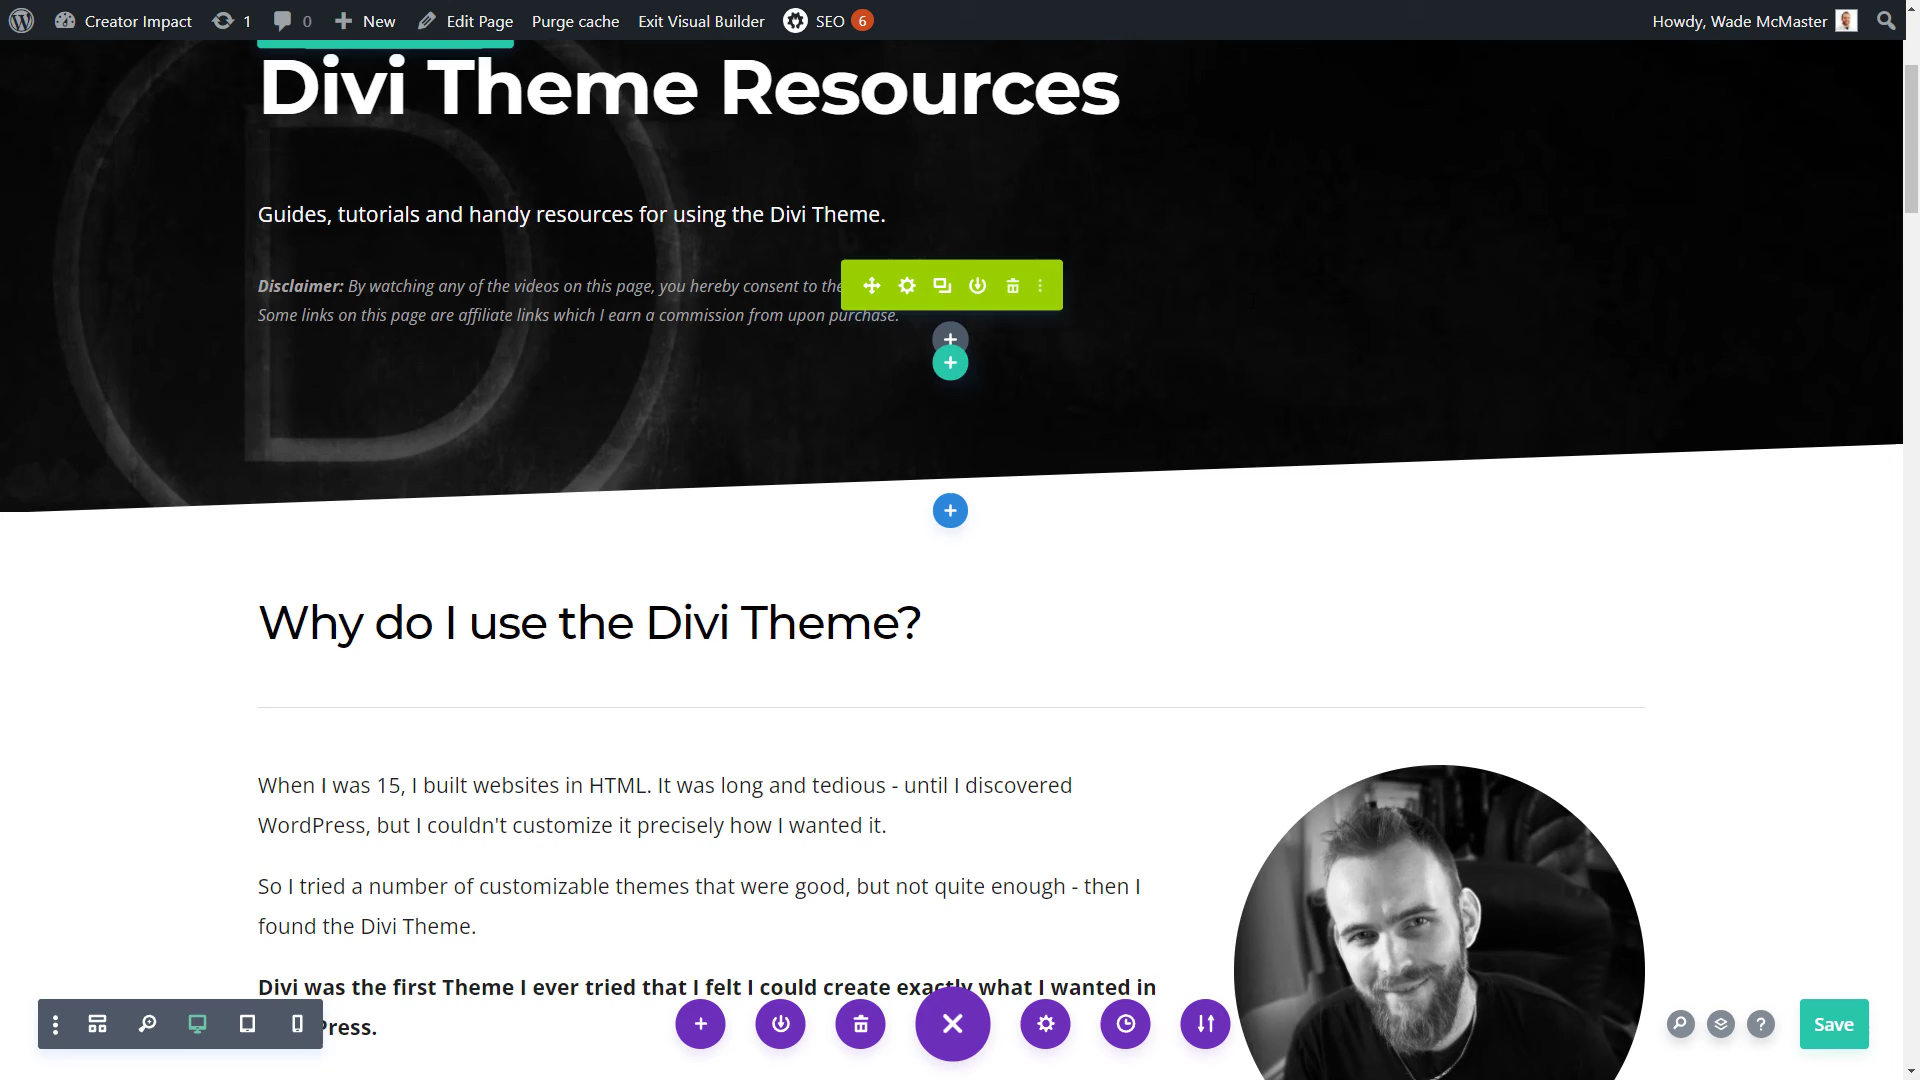 Creator Impact 1 0 New Edit Page Purge cache Exit Visual Builder SEO 6 Howdy, Wade McMaster
Divi Theme Resources
Guides, tutorials and handy resources for using the Divi Theme.
Disclaimer: By watching any of the videos on this page, you hereby consent to the
Some links on this page are affiliate links which I earn a commission from upon purchase.
Why do I use the Divi Theme?
When I was 15, I built websites in HTML. It was long and tedious - until I discovered
WordPress, but I couldn't customize it precisely how I wanted it.
So I tried a number of customizable themes that were good, but not quite enough - then I
found the Divi Theme.
Divi was the first Theme I ever tried that I felt I could create exactly what I wanted in
Press.
Save